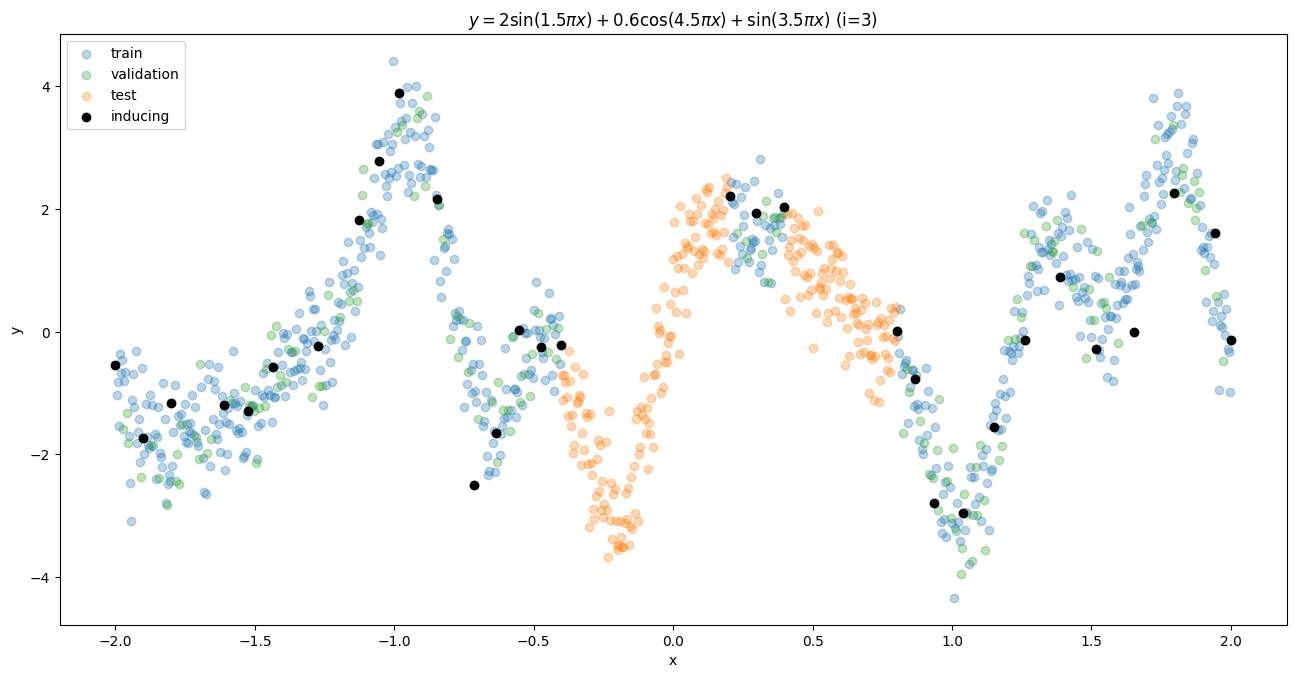 y = 2sin(1.5πx) + 0.6cos(4.5πx) + sin(3.5πx) (i=3)
train
validation
test
inducing
4
2
0
−2
−4
y
−2.0 −1.5 −1.0 −0.5 0.0 0.5 1.0 1.5 2.0
x